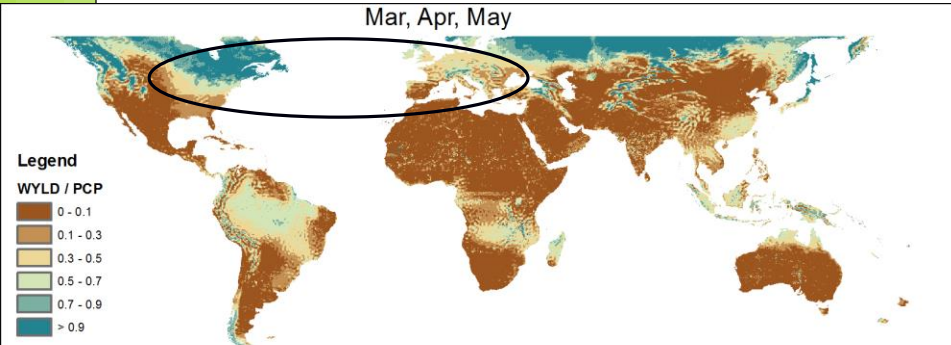 Mar, Apr, May
Legend
WYLD / PCP
0 - 0.1
0.1 - 0.3
0.3 - 0.5
0.5 - 0.7
0.7 - 0.9
> 0.9